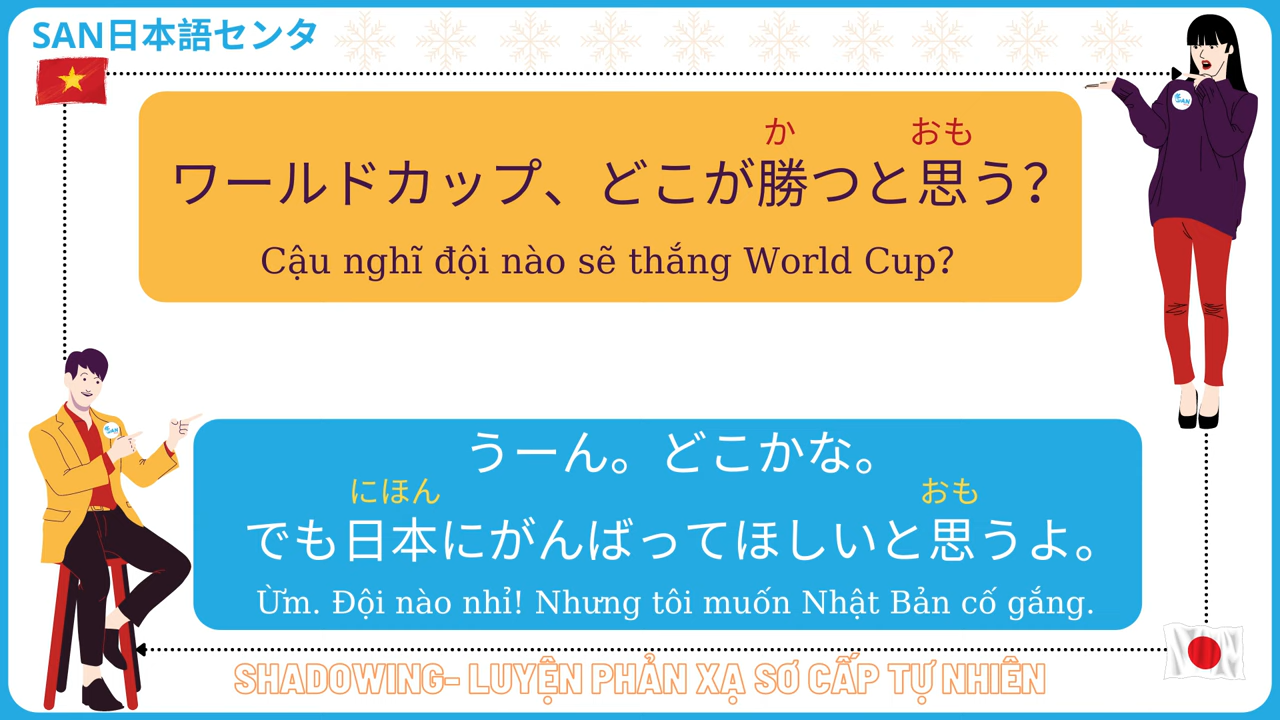 SAN日本語センタ
か おも
ワールドカップ、どこが勝つと思う？
Cậu nghĩ đội nào sẽ thắng World Cup?
うーん。どこかな。
にほん おも
でも日本にがんばってほしいと思うよ。
Ừm. Đội nào nhỉ! Nhưng tôi muốn Nhật Bản cố gắng.
SHADOWING- LUYỆN PHẢN XẠ SƠ CẤP TỰ NHIÊN
SAN
SAN